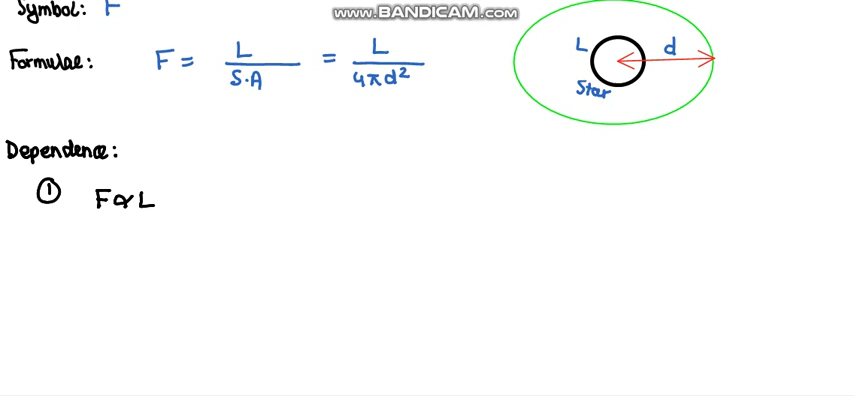 www.BANDICAM.com
Symbol: F
Formulae: F = L / S.A = L / 4πd²
L
d
Star
Dependence:
① F∝L